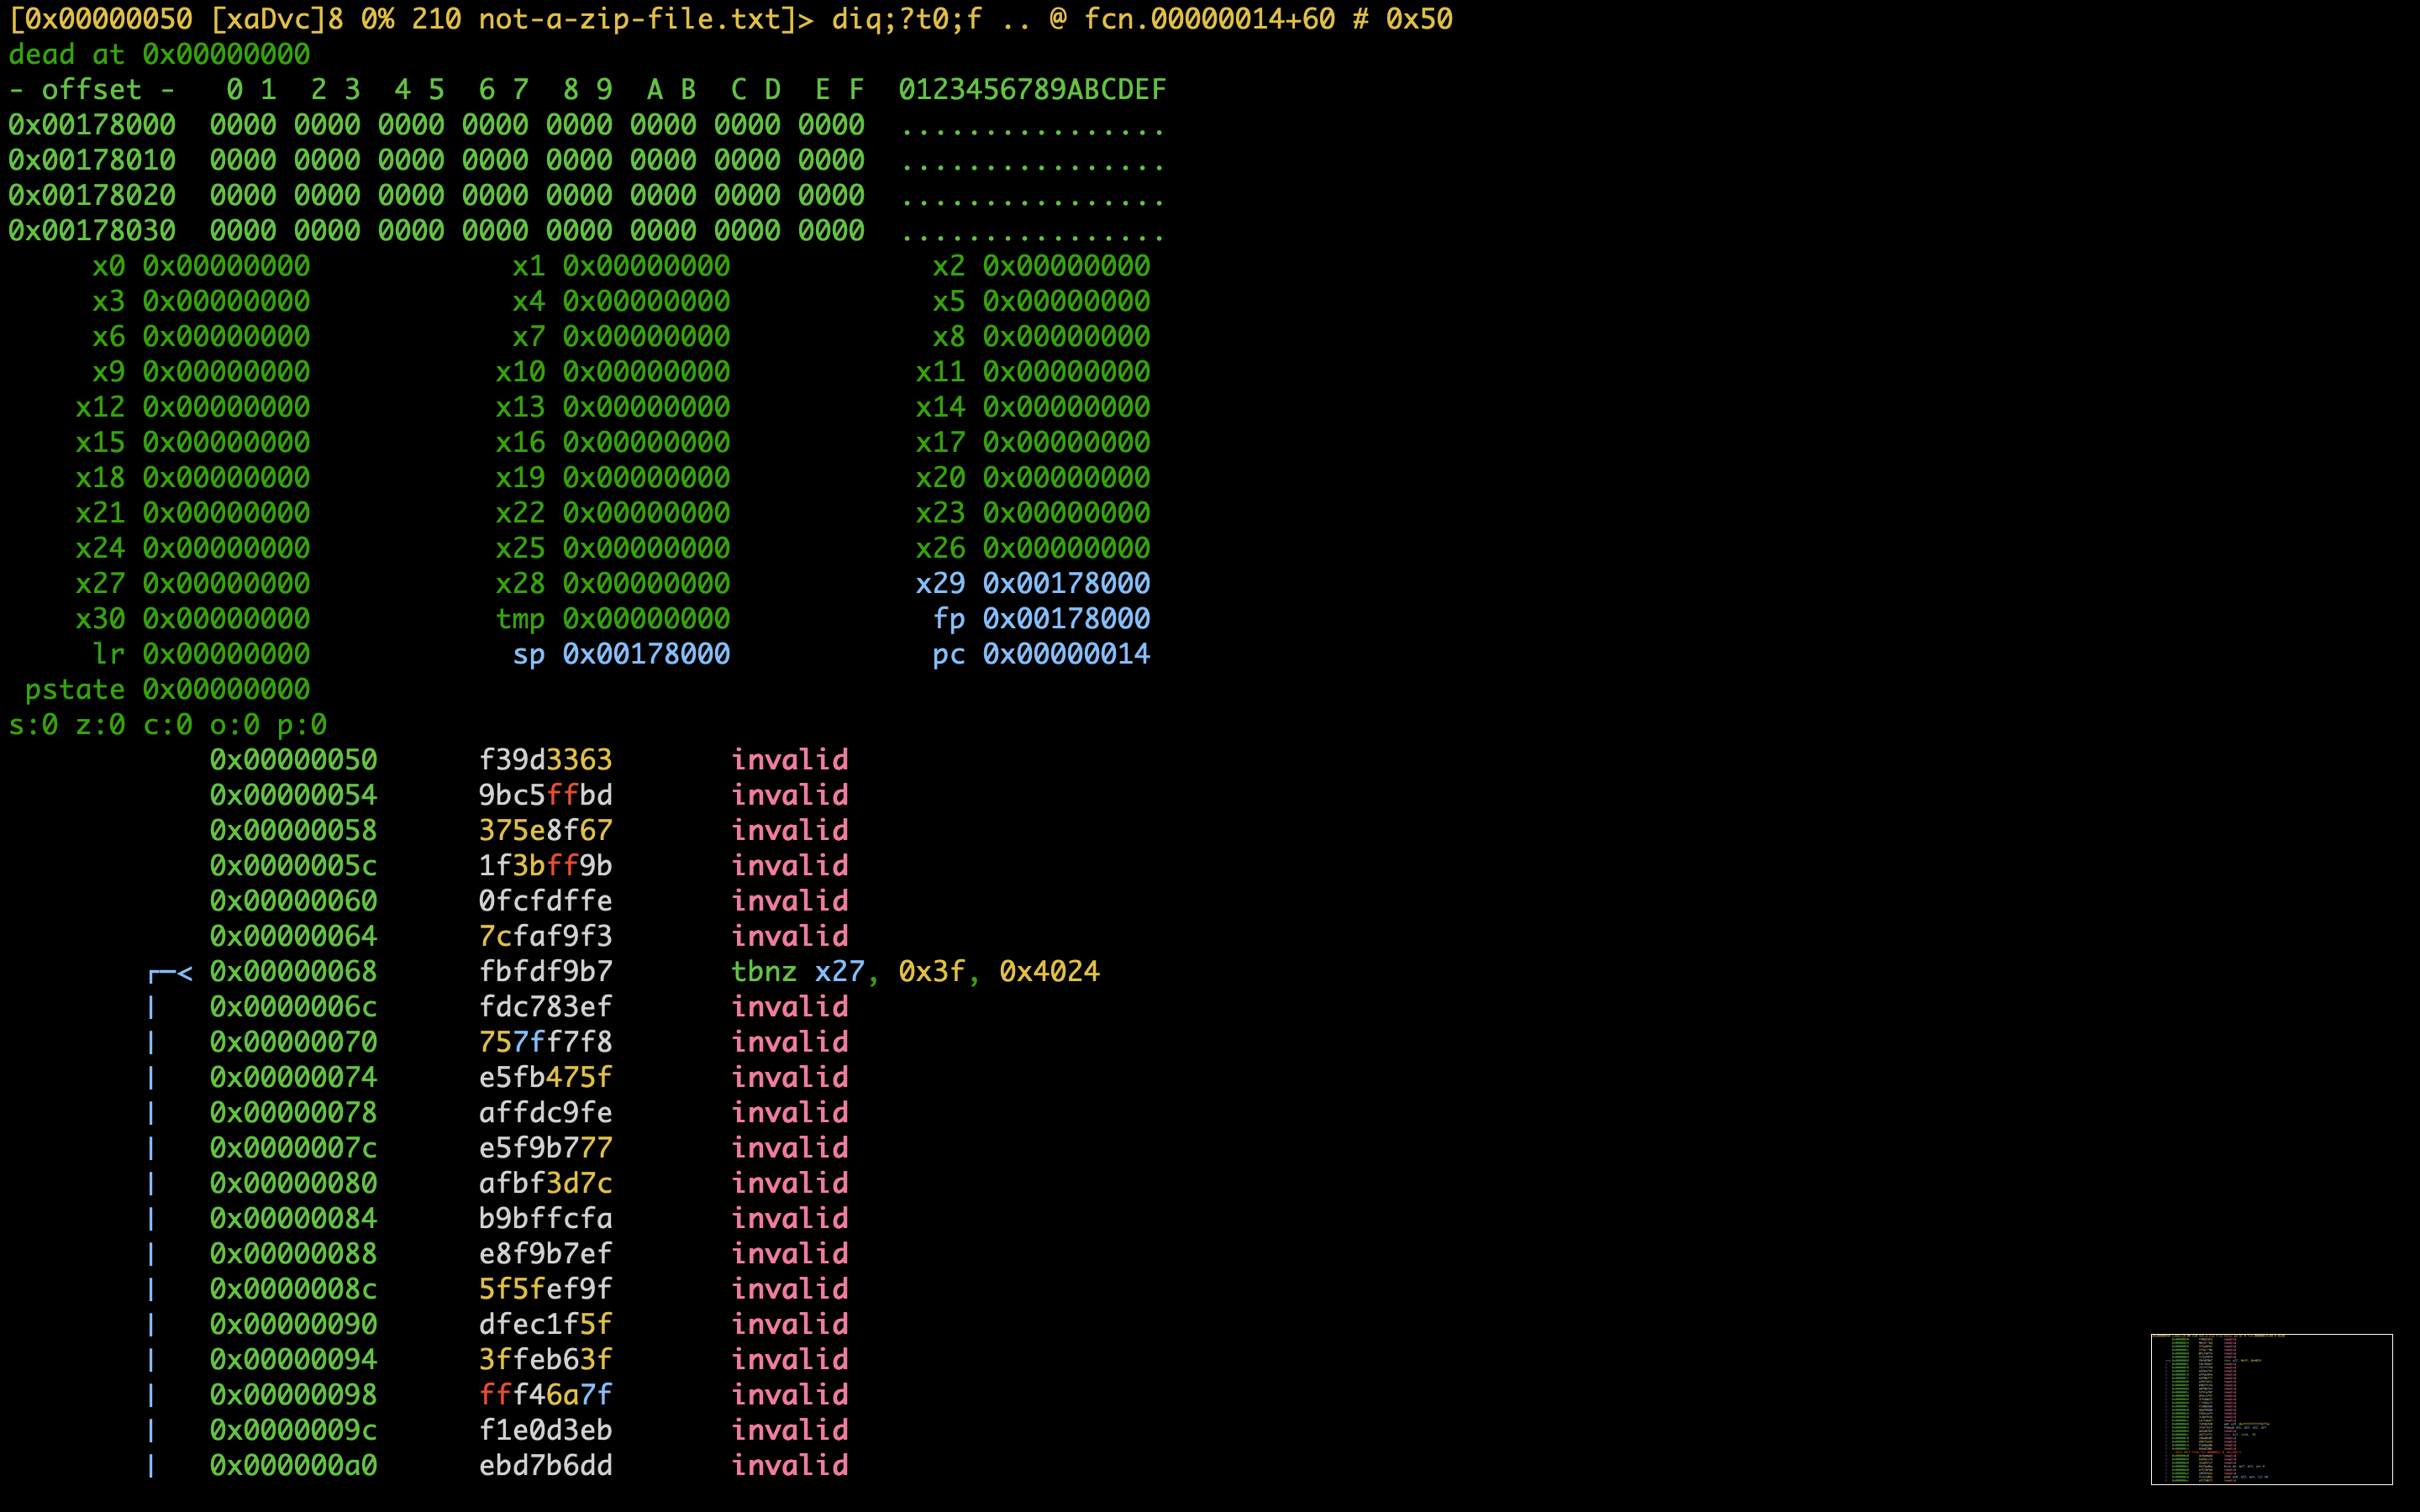 [0x00000050 [xaDvc]8 0% 210 not-a-zip-file.txt]> diq;?t0;f .. @ fcn.00000014+60 # 0x50
dead at 0x00000000
- offset -   0 1  2 3  4 5  6 7  8 9  A B  C D  E F  0123456789ABCDEF
0x00178000  0000 0000 0000 0000 0000 0000 0000 0000  ................
0x00178010  0000 0000 0000 0000 0000 0000 0000 0000  ................
0x00178020  0000 0000 0000 0000 0000 0000 0000 0000  ................
0x00178030  0000 0000 0000 0000 0000 0000 0000 0000  ................
x0 0x00000000 x1 0x00000000 x2 0x00000000
x3 0x00000000 x4 0x00000000 x5 0x00000000
x6 0x00000000 x7 0x00000000 x8 0x00000000
x9 0x00000000 x10 0x00000000 x11 0x00000000
x12 0x00000000 x13 0x00000000 x14 0x00000000
x15 0x00000000 x16 0x00000000 x17 0x00000000
x18 0x00000000 x19 0x00000000 x20 0x00000000
x21 0x00000000 x22 0x00000000 x23 0x00000000
x24 0x00000000 x25 0x00000000 x26 0x00000000
x27 0x00000000 x28 0x00000000 x29 0x00178000
x30 0x00000000 tmp 0x00000000 fp 0x00178000
lr 0x00000000 sp 0x00178000 pc 0x00000014
pstate 0x00000000
s:0 z:0 c:0 o:0 p:0
0x00000050 f39d3363 invalid
0x00000054 9bc5ffbd invalid
0x00000058 375e8f67 invalid
0x0000005c 1f3bff9b invalid
0x00000060 0fcfdffe invalid
0x00000064 7cfaf9f3 invalid
┌─< 0x00000068 fbfdf9b7 tbnz x27, 0x3f, 0x4024
│ 0x0000006c fdc783ef invalid
│ 0x00000070 757ff7f8 invalid
│ 0x00000074 e5fb475f invalid
│ 0x00000078 affdc9fe invalid
│ 0x0000007c e5f9b777 invalid
│ 0x00000080 afbf3d7c invalid
│ 0x00000084 b9bffcfa invalid
│ 0x00000088 e8f9b7ef invalid
│ 0x0000008c 5f5fef9f invalid
│ 0x00000090 dfec1f5f invalid
│ 0x00000094 3ffeb63f invalid
│ 0x00000098 fff46a7f invalid
│ 0x0000009c f1e0d3eb invalid
│ 0x000000a0 ebd7b6dd invalid